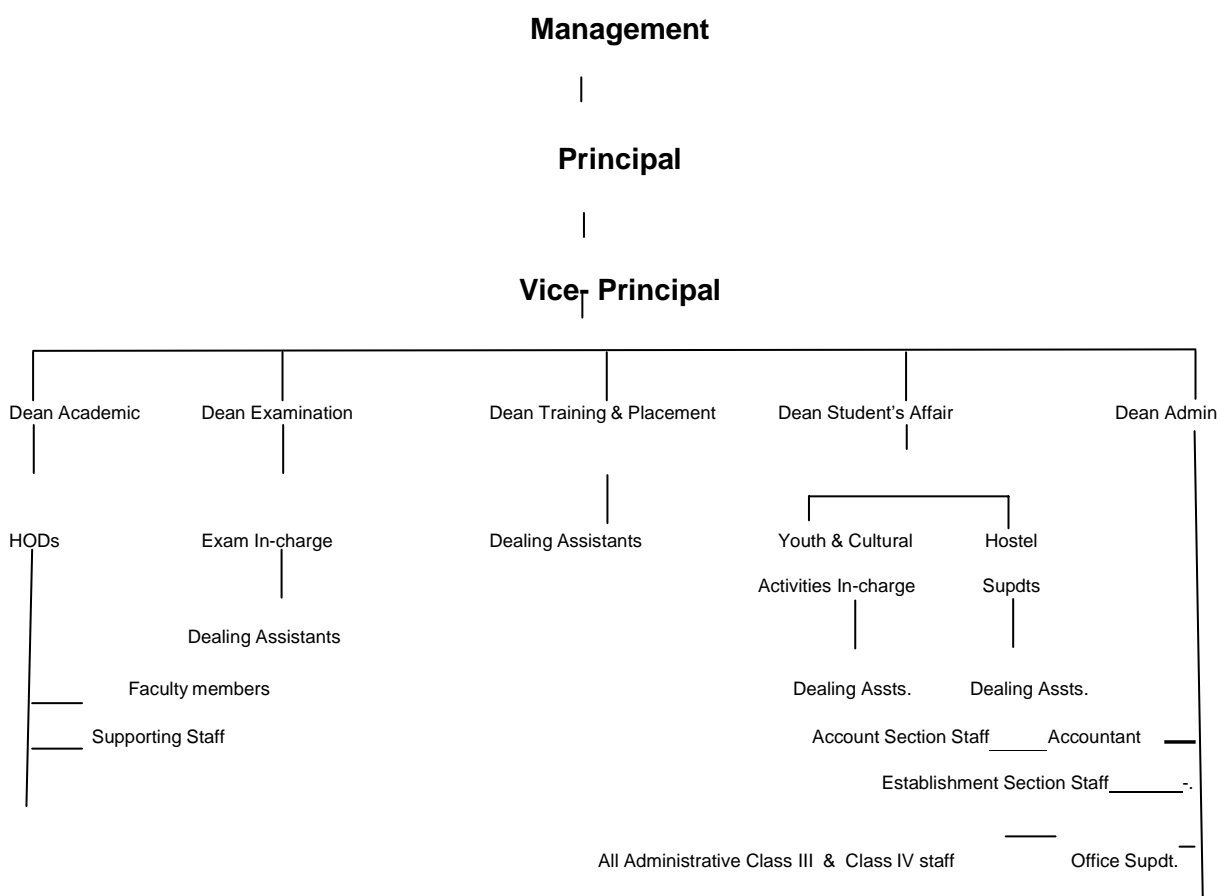 Management
Principal
Vice- Principal
Dean Academic Dean Examination Dean Training & Placement Dean Student’s Affair Dean Admin
HODs Exam In-charge Dealing Assistants Youth & Cultural Hostel
Activities In-charge Supdts
Dealing Assistants
Faculty members Dealing Assts. Dealing Assts.
Supporting Staff Account Section Staff Accountant
Establishment Section Staff -.
All Administrative Class III & Class IV staff Office Supdt.